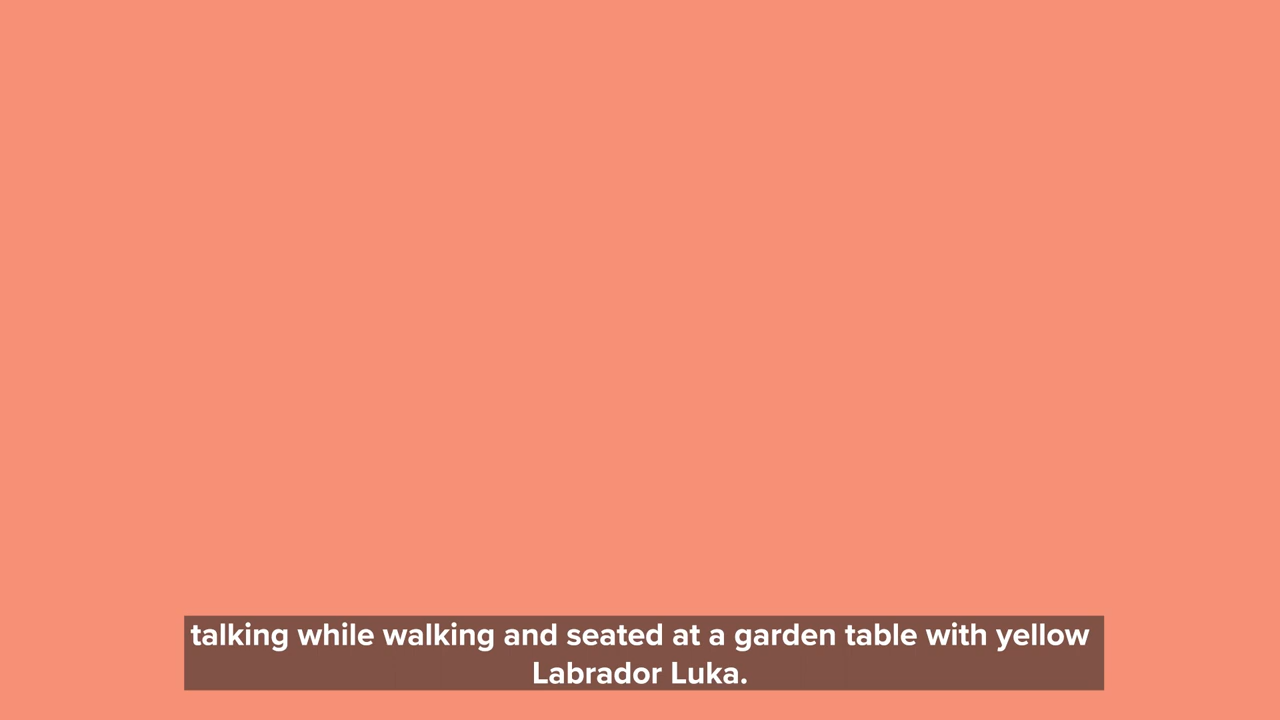 talking while walking and seated at a garden table with yellow
Labrador Luka.